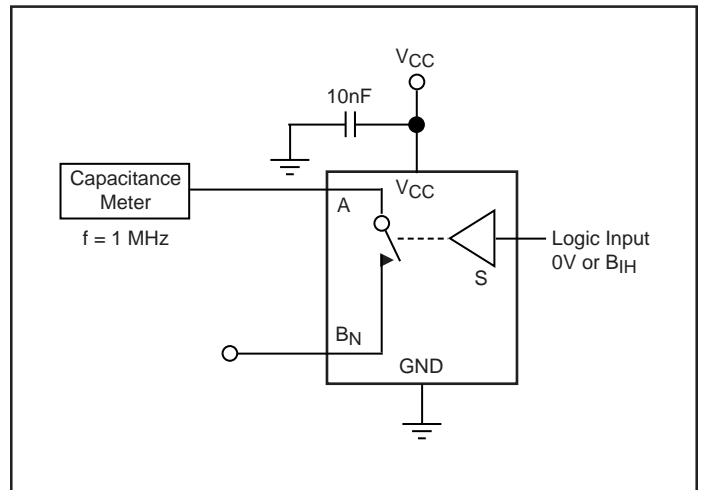 VCC
10nF
Capacitance
Meter
f = 1 MHz
VCC
A
S
Logic Input
0V or BIH
BN
GND